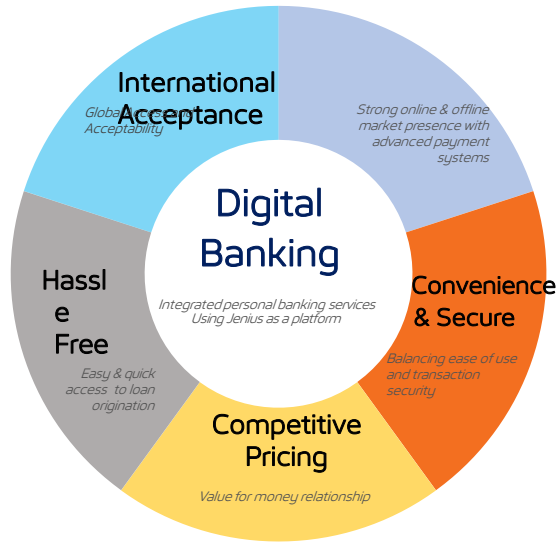 International
Acceptance
Global Access and
Acceptability
Strong online & offline
market presence with
advanced payment
systems
Digital
Banking
Integrated personal banking services
Using Jenius as a platform
Hassl
e
Free
Easy & quick
access to loan
origination
Convenience
& Secure
Balancing ease of use
and transaction
security
Competitive
Pricing
Value for money relationship